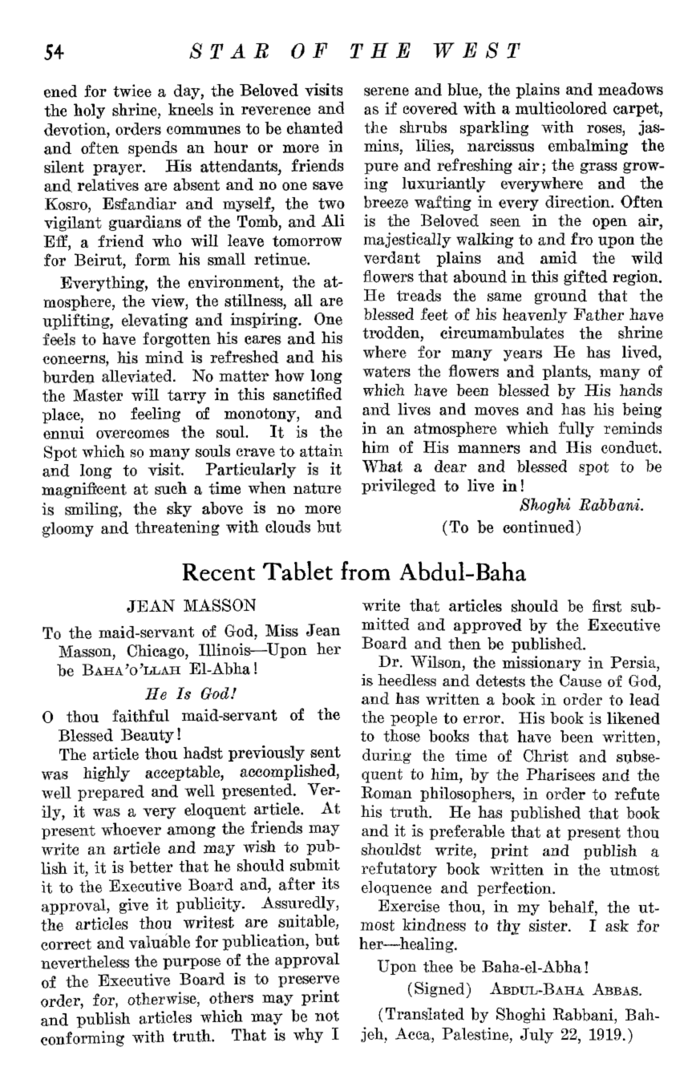 54 STAR OF THE WEST
ened for twice a day, the Beloved visits
the holy shrine, kneels in reverence and
devotion, orders communes to be chanted
and often spends an hour or more in
silent prayer. His attendants, friends
and relatives are absent and no one save
Kosro, Esfandiar and myself, the two
vigilant guardians of the Tomb, and Ali
Eff, a friend who will leave tomorrow
for Beirut, form his small retinue.
Everything, the environment, the at-
mosphere, the view, the stillness, all are
uplifting, elevating and inspiring. One
feels to have forgotten his cares and his
concerns, his mind is refreshed and his
burden alleviated. No matter how long
the Master will tarry in this sanctified
place, no feeling of monotony, and
ennui overcomes the soul. It is the
Spot which so many souls crave to attain
and long to visit. Particularly is it
magnificent at such a time when nature
is smiling, the sky above is no more
gloomy and threatening with clouds but
serene and blue, the plains and meadows
as if covered with a multicolored carpet,
the shrubs sparkling with roses, jas-
mins, lilies, narcissus embalming the
pure and refreshing air; the grass grow-
ing luxuriantly everywhere and the
breeze wafting in every direction. Often
is the Beloved seen in the open air,
majestically walking to and fro upon the
verdant plains and amid the wild
flowers that abound in this gifted region.
He treads the same ground that the
blessed feet of his heavenly Father have
trodden, circumambulates the shrine
where for many years He has lived,
waters the flowers and plants, many of
which have been blessed by His hands
and lives and moves and has his being
in an atmosphere which fully reminds
him of His manners and His conduct.
What a dear and blessed spot to be
privileged to live in!
Shoghi Rabbani.
(To be continued)
Recent Tablet from Abdul-Baha
JEAN MASSON
To the maid-servant of God, Miss Jean
Masson, Chicago, Illinois—Upon her
be BAHA'O'LLAH El-Abha!
He Is God!
O thou faithful maid-servant of the
Blessed Beauty!
The article thou hadst previously sent
was highly acceptable, accomplished,
well prepared and well presented. Ver-
ily, it was a very eloquent article. At
present whoever among the friends may
write an article and may wish to pub-
lish it, it is better that he should submit
it to the Executive Board and, after its
approval, give it publicity. Assuredly,
the articles thou writest are suitable,
correct and valuable for publication, but
nevertheless the purpose of the approval
of the Executive Board is to preserve
order, for, otherwise, others may print
and publish articles which may be not
conforming with truth. That is why I
write that articles should be first sub-
mitted and approved by the Executive
Board and then be published.
Dr. Wilson, the missionary in Persia,
is heedless and detests the Cause of God,
and has written a book in order to lead
the people to error. His book is likened
to those books that have been written,
during the time of Christ and subse-
quent to him, by the Pharisees and the
Roman philosophers, in order to refute
his truth. He has published that book
and it is preferable that at present thou
shouldst write, print and publish a
refutatory book written in the utmost
eloquence and perfection.
Exercise thou, in my behalf, the ut-
most kindness to thy sister. I ask for
her—healing.
Upon thee be Baha-el-Abha!
(Signed) ABDUL-BAHA ABBAS.
(Translated by Shoghi Rabbani, Bah-
jeh, Acca, Palestine, July 22, 1919.)